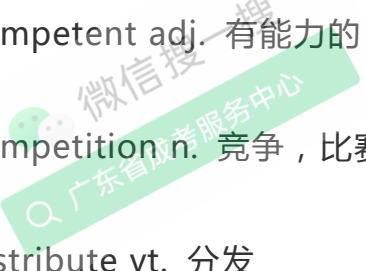 mpetent adj. 有能力的
微信搜一搜
广东省成考服务中心
mpetition n. 竞争，比赛
stribute vt. 分发